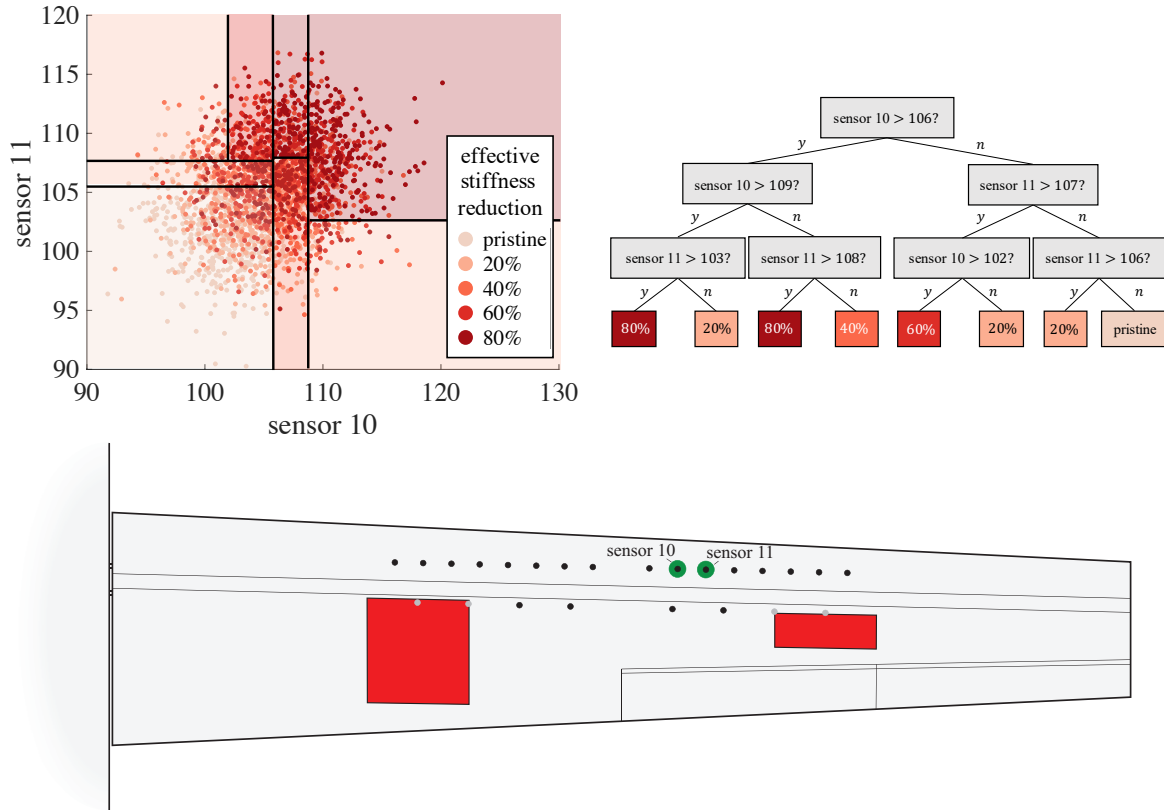 120
115
110
105
100
95
90
sensor 11
90
100
110
120
130
sensor 10
effective
stiffness
reduction
pristine
20%
40%
60%
80%
sensor 10 > 106?
y
n
sensor 10 > 109?
sensor 11 > 107?
y
n
y
n
sensor 11 > 103?
sensor 11 > 108?
sensor 10 > 102?
sensor 11 > 106?
y
n
y
n
y
n
y
n
80%
20%
80%
40%
60%
20%
20%
pristine
sensor 10
sensor 11